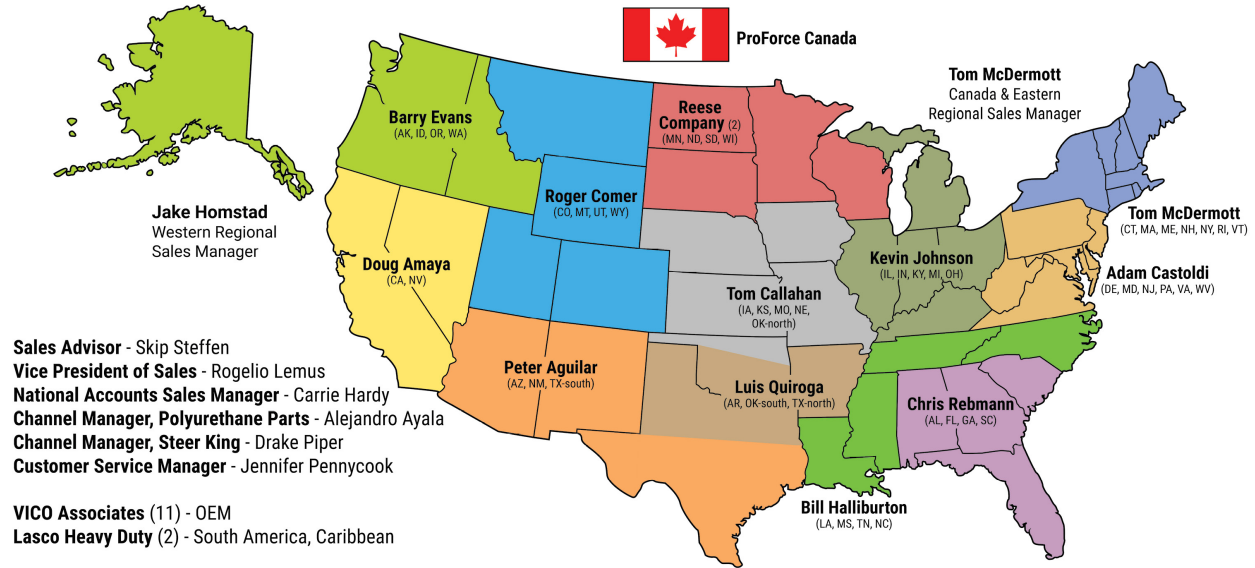 ProForce Canada
Tom McDermott
Canada & Eastern
Regional Sales Manager
Barry Evans
(AK, ID, OR, WA)
Reese
Company (2)
(MN, ND, SD, WI)
Roger Comer
(CO, MT, UT, WY)
Jake Homstad
Western Regional
Sales Manager
Tom McDermott
(CT, MA, ME, NH, NY, RI, VT)
Doug Amaya
(CA, NV)
Kevin Johnson
(IL, IN, KY, MI, OH)
Adam Castoldi
(DE, MD, NJ, PA, VA, WV)
Tom Callahan
(IA, KS, MO, NE,
OK-north)
Peter Aguilar
(AZ, NM, TX-south)
Luis Quiroga
(AR, OK-south, TX-north)
Chris Rebmann
(AL, FL, GA, SC)
Bill Halliburton
(LA, MS, TN, NC)
Sales Advisor - Skip Steffen
Vice President of Sales - Rogelio Lemus
National Accounts Sales Manager - Carrie Hardy
Channel Manager, Polyurethane Parts - Alejandro Ayala
Channel Manager, Steer King - Drake Piper
Customer Service Manager - Jennifer Pennycook
VICO Associates (11) - OEM
Lasco Heavy Duty (2) - South America, Caribbean